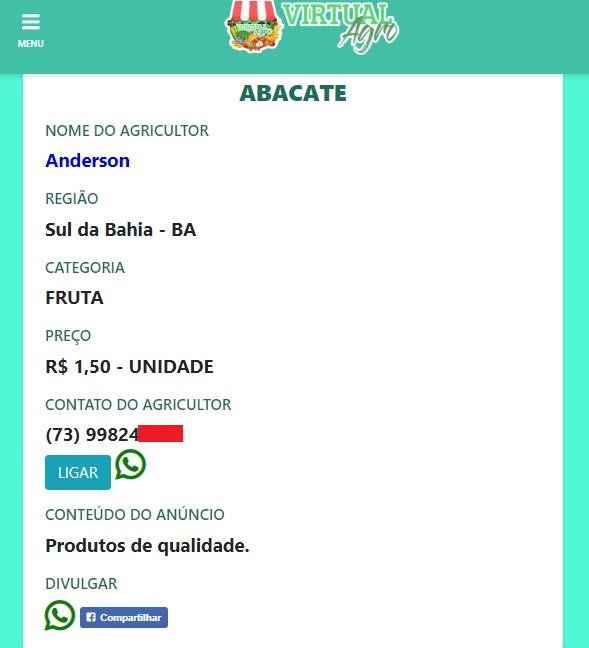 MENU
VIRTUAL
Agro
ABACATE
NOME DO AGRICULTOR
Anderson
REGIÃO
Sul da Bahia - BA
CATEGORIA
FRUTA
PREÇO
R$ 1,50 - UNIDADE
CONTATO DO AGRICULTOR
(73) 99824
LIGAR
CONTEÚDO DO ANÚNCIO
Produtos de qualidade.
DIVULGAR
Compartilhar